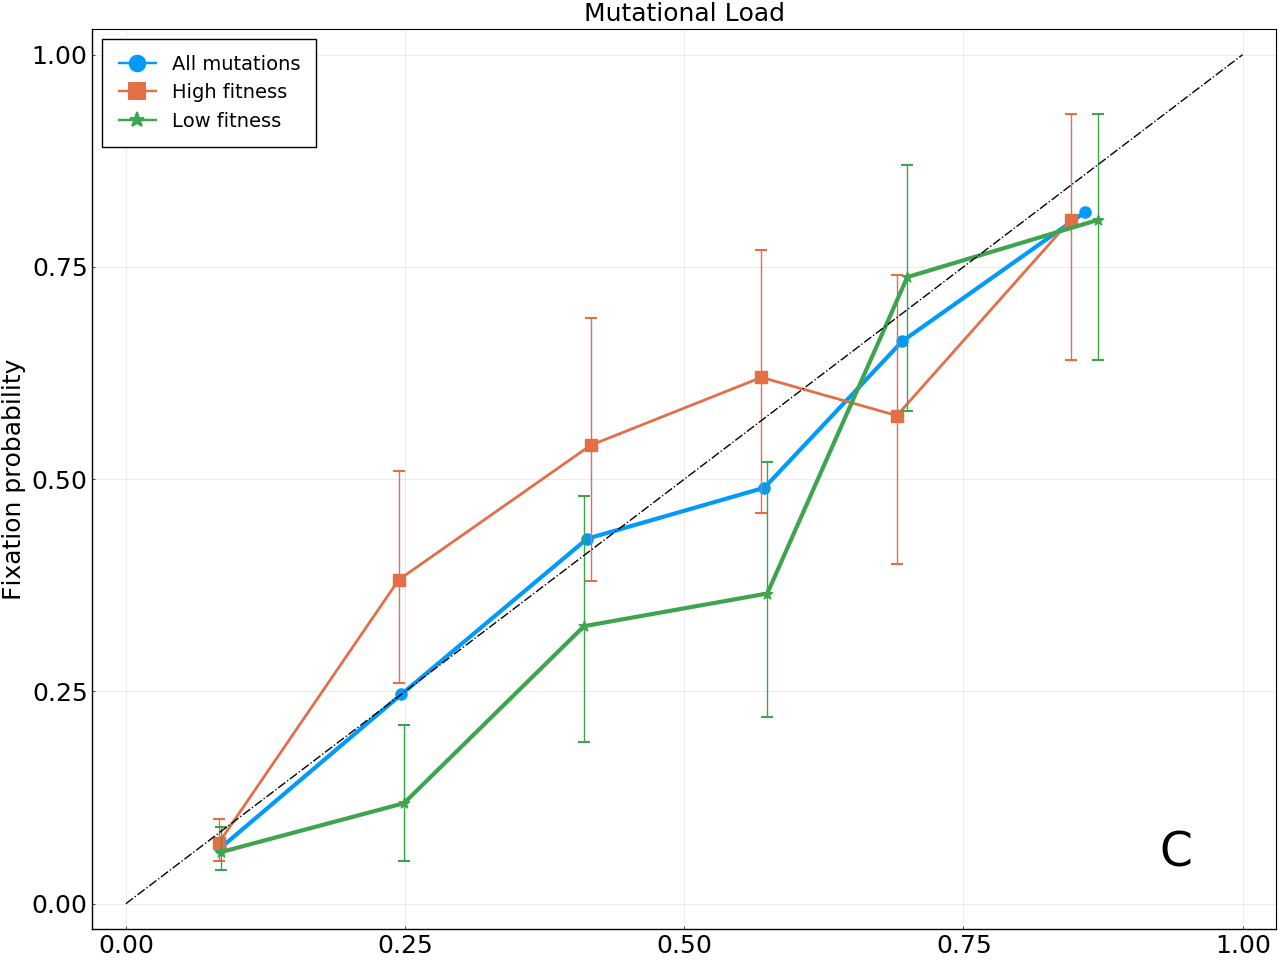 Mutational Load
1.00
All mutations
High fitness
Low fitness
0.75
0.50
Fixation probability
0.25
C
0.00
0.00 0.25 0.50 0.75 1.00